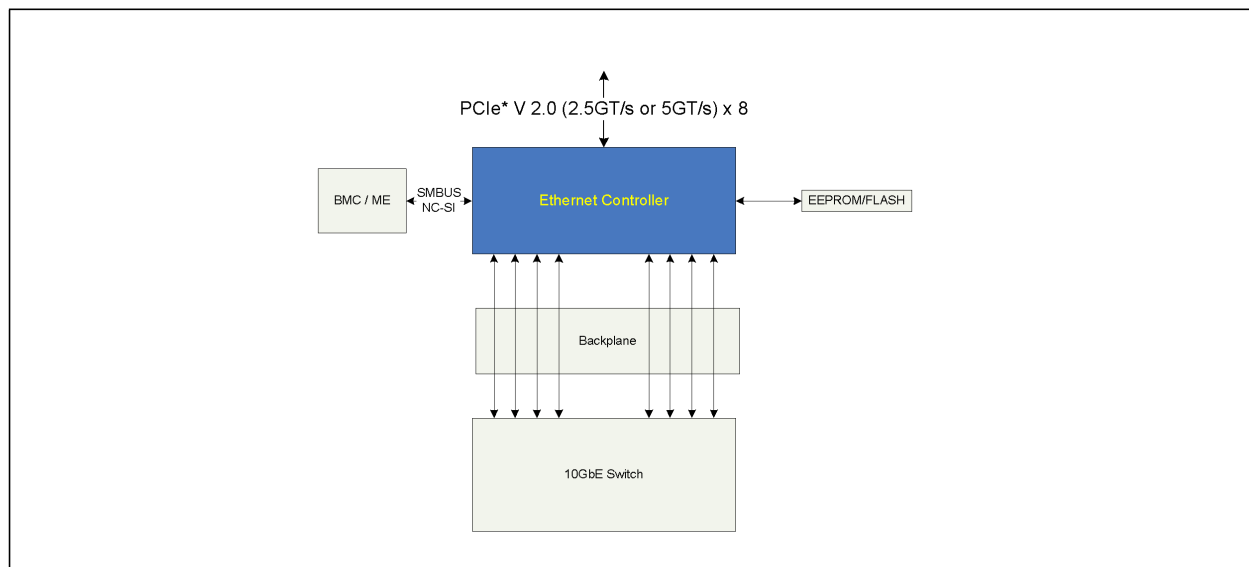 PCIe* V 2.0 (2.5GT/s or 5GT/s) x 8
BMC / ME
SMBUS
NC-SI
Ethernet Controller
EEPROM/FLASH
Backplane
10GbE Switch